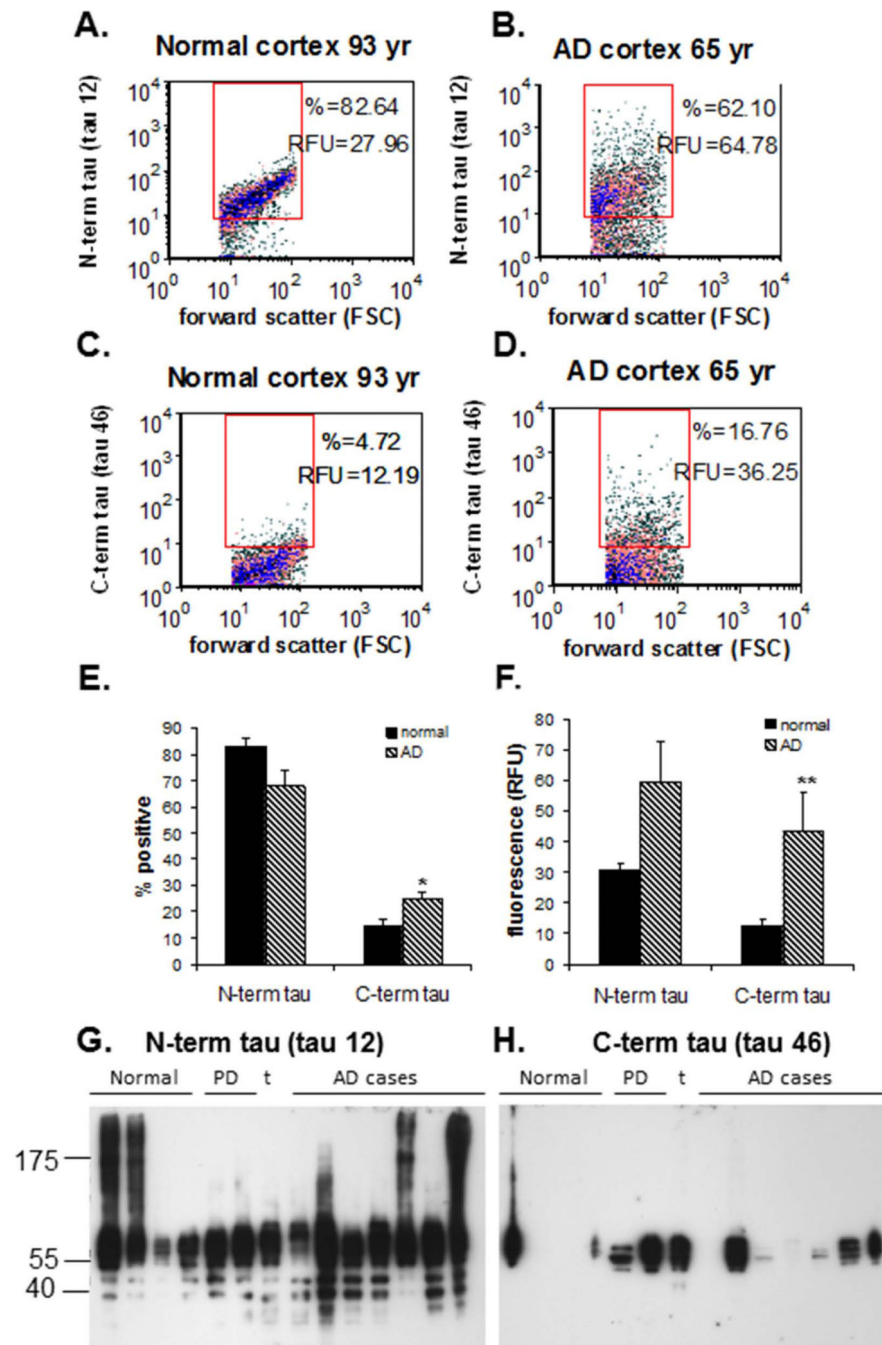 A.
Normal cortex 93 yr
N-term tau (tau 12)
10^4
10^3
10^2
10^1
10^0
%=82.64
RFU=27.96
10^0 10^1 10^2 10^3 10^4
forward scatter (FSC)
B.
AD cortex 65 yr
N-term tau (tau 12)
10^4
10^3
10^2
10^1
10^0
%=62.10
RFU=64.78
10^0 10^1 10^2 10^3 10^4
forward scatter (FSC)
C.
Normal cortex 93 yr
C-term tau (tau 46)
10^4
10^3
10^2
10^1
10^0
%=4.72
RFU=12.19
10^0 10^1 10^2 10^3 10^4
forward scatter (FSC)
D.
AD cortex 65 yr
C-term tau (tau 46)
10^4
10^3
10^2
10^1
10^0
%=16.76
RFU=36.25
10^0 10^1 10^2 10^3 10^4
forward scatter (FSC)
E.
% positive
90
80
70
60
50
40
30
20
10
0
normal
AD
*
N-term tau C-term tau
F.
fluorescence (RFU)
80
70
60
50
40
30
20
10
0
normal
AD
**
N-term tau C-term tau
G. N-term tau (tau 12)
Normal PD t AD cases
175
55
40
H. C-term tau (tau 46)
Normal PD t AD cases